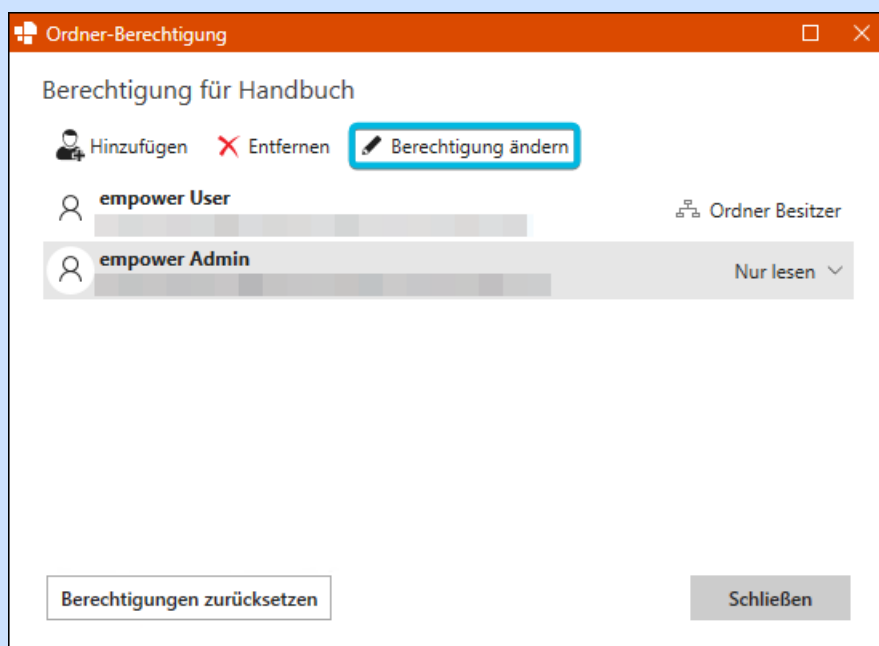 Ordner-Berechtigung
Berechtigung für Handbuch
Hinzufügen Entfernen Berechtigung ändern
empower User
Ordner Besitzer
empower Admin
Nur lesen
Berechtigungen zurücksetzen Schließen